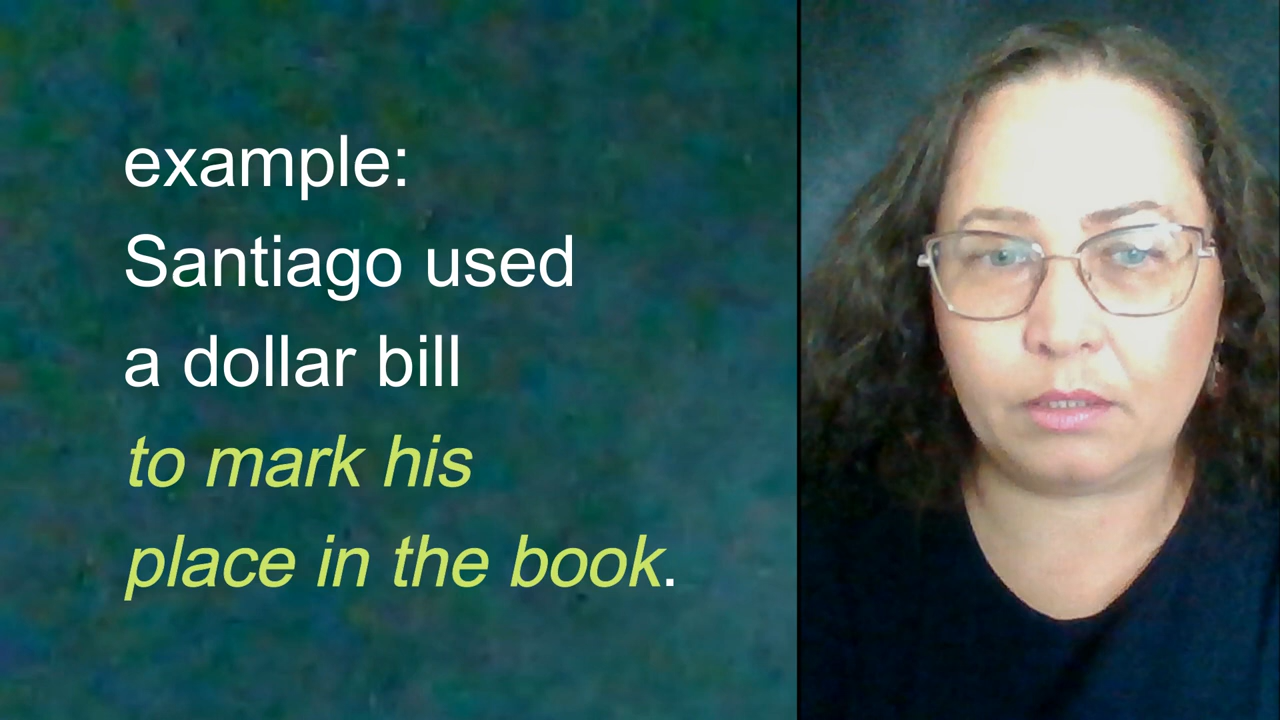 example:
Santiago used
a dollar bill
to mark his
place in the book.